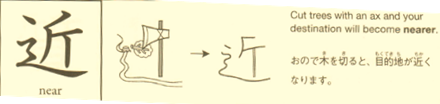 近
near
Cut trees with an ax and your
destination will become nearer.
おので木を切ると、目的地が近く
なります。